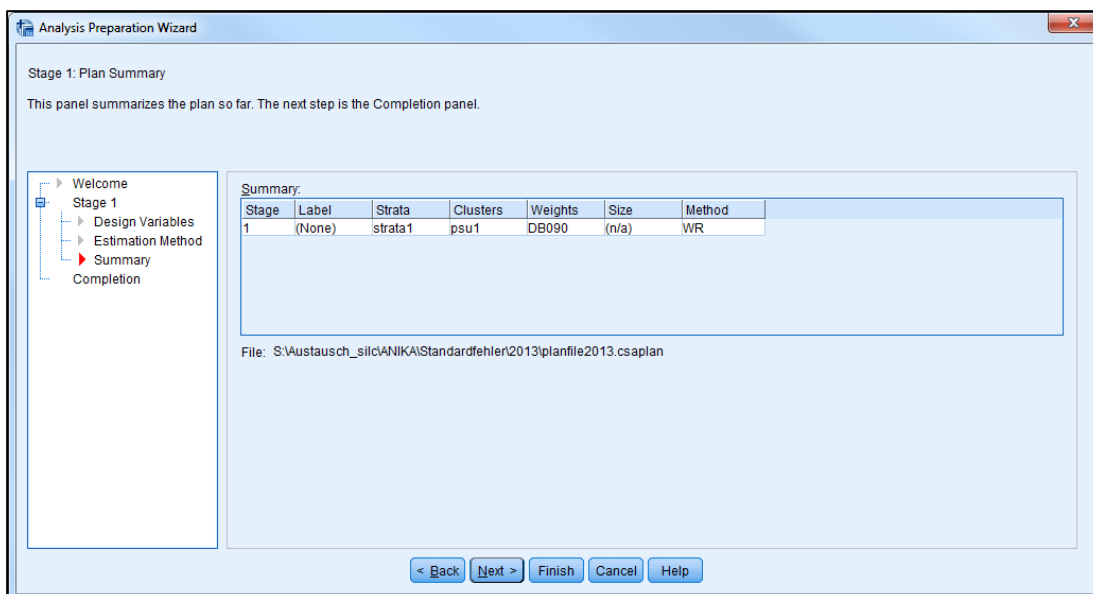 Analysis Preparation Wizard
Stage 1: Plan Summary
This panel summarizes the plan so far. The next step is the Completion panel.
Welcome
Stage 1
Design Variables
Estimation Method
Summary
Completion
Summary:
Stage Label Strata Clusters Weights Size Method
1 (None) strata1 psu1 DB090 (n/a) WR
File: S:\Austausch_silc\ANIKA\Standardfehler\2013\planfile2013.csaplan
< Back Next > Finish Cancel Help